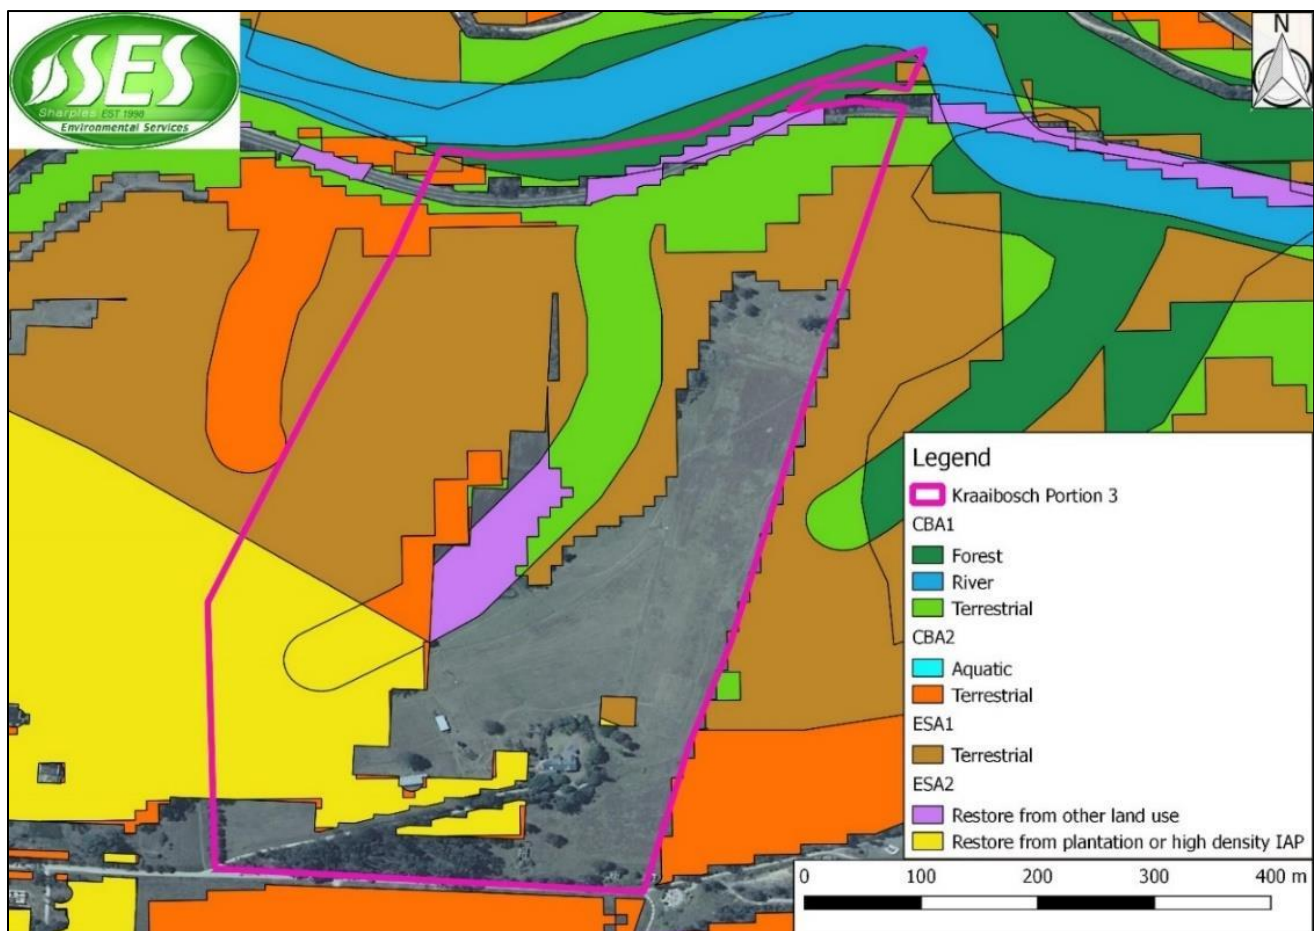 SES
Sharples EST 1998
Environmental Services
N
Legend
Kraaibosch Portion 3
CBA1
Forest
River
Terrestrial
CBA2
Aquatic
Terrestrial
ESA1
Terrestrial
ESA2
Restore from other land use
Restore from plantation or high density IAP
0 100 200 300 400 m